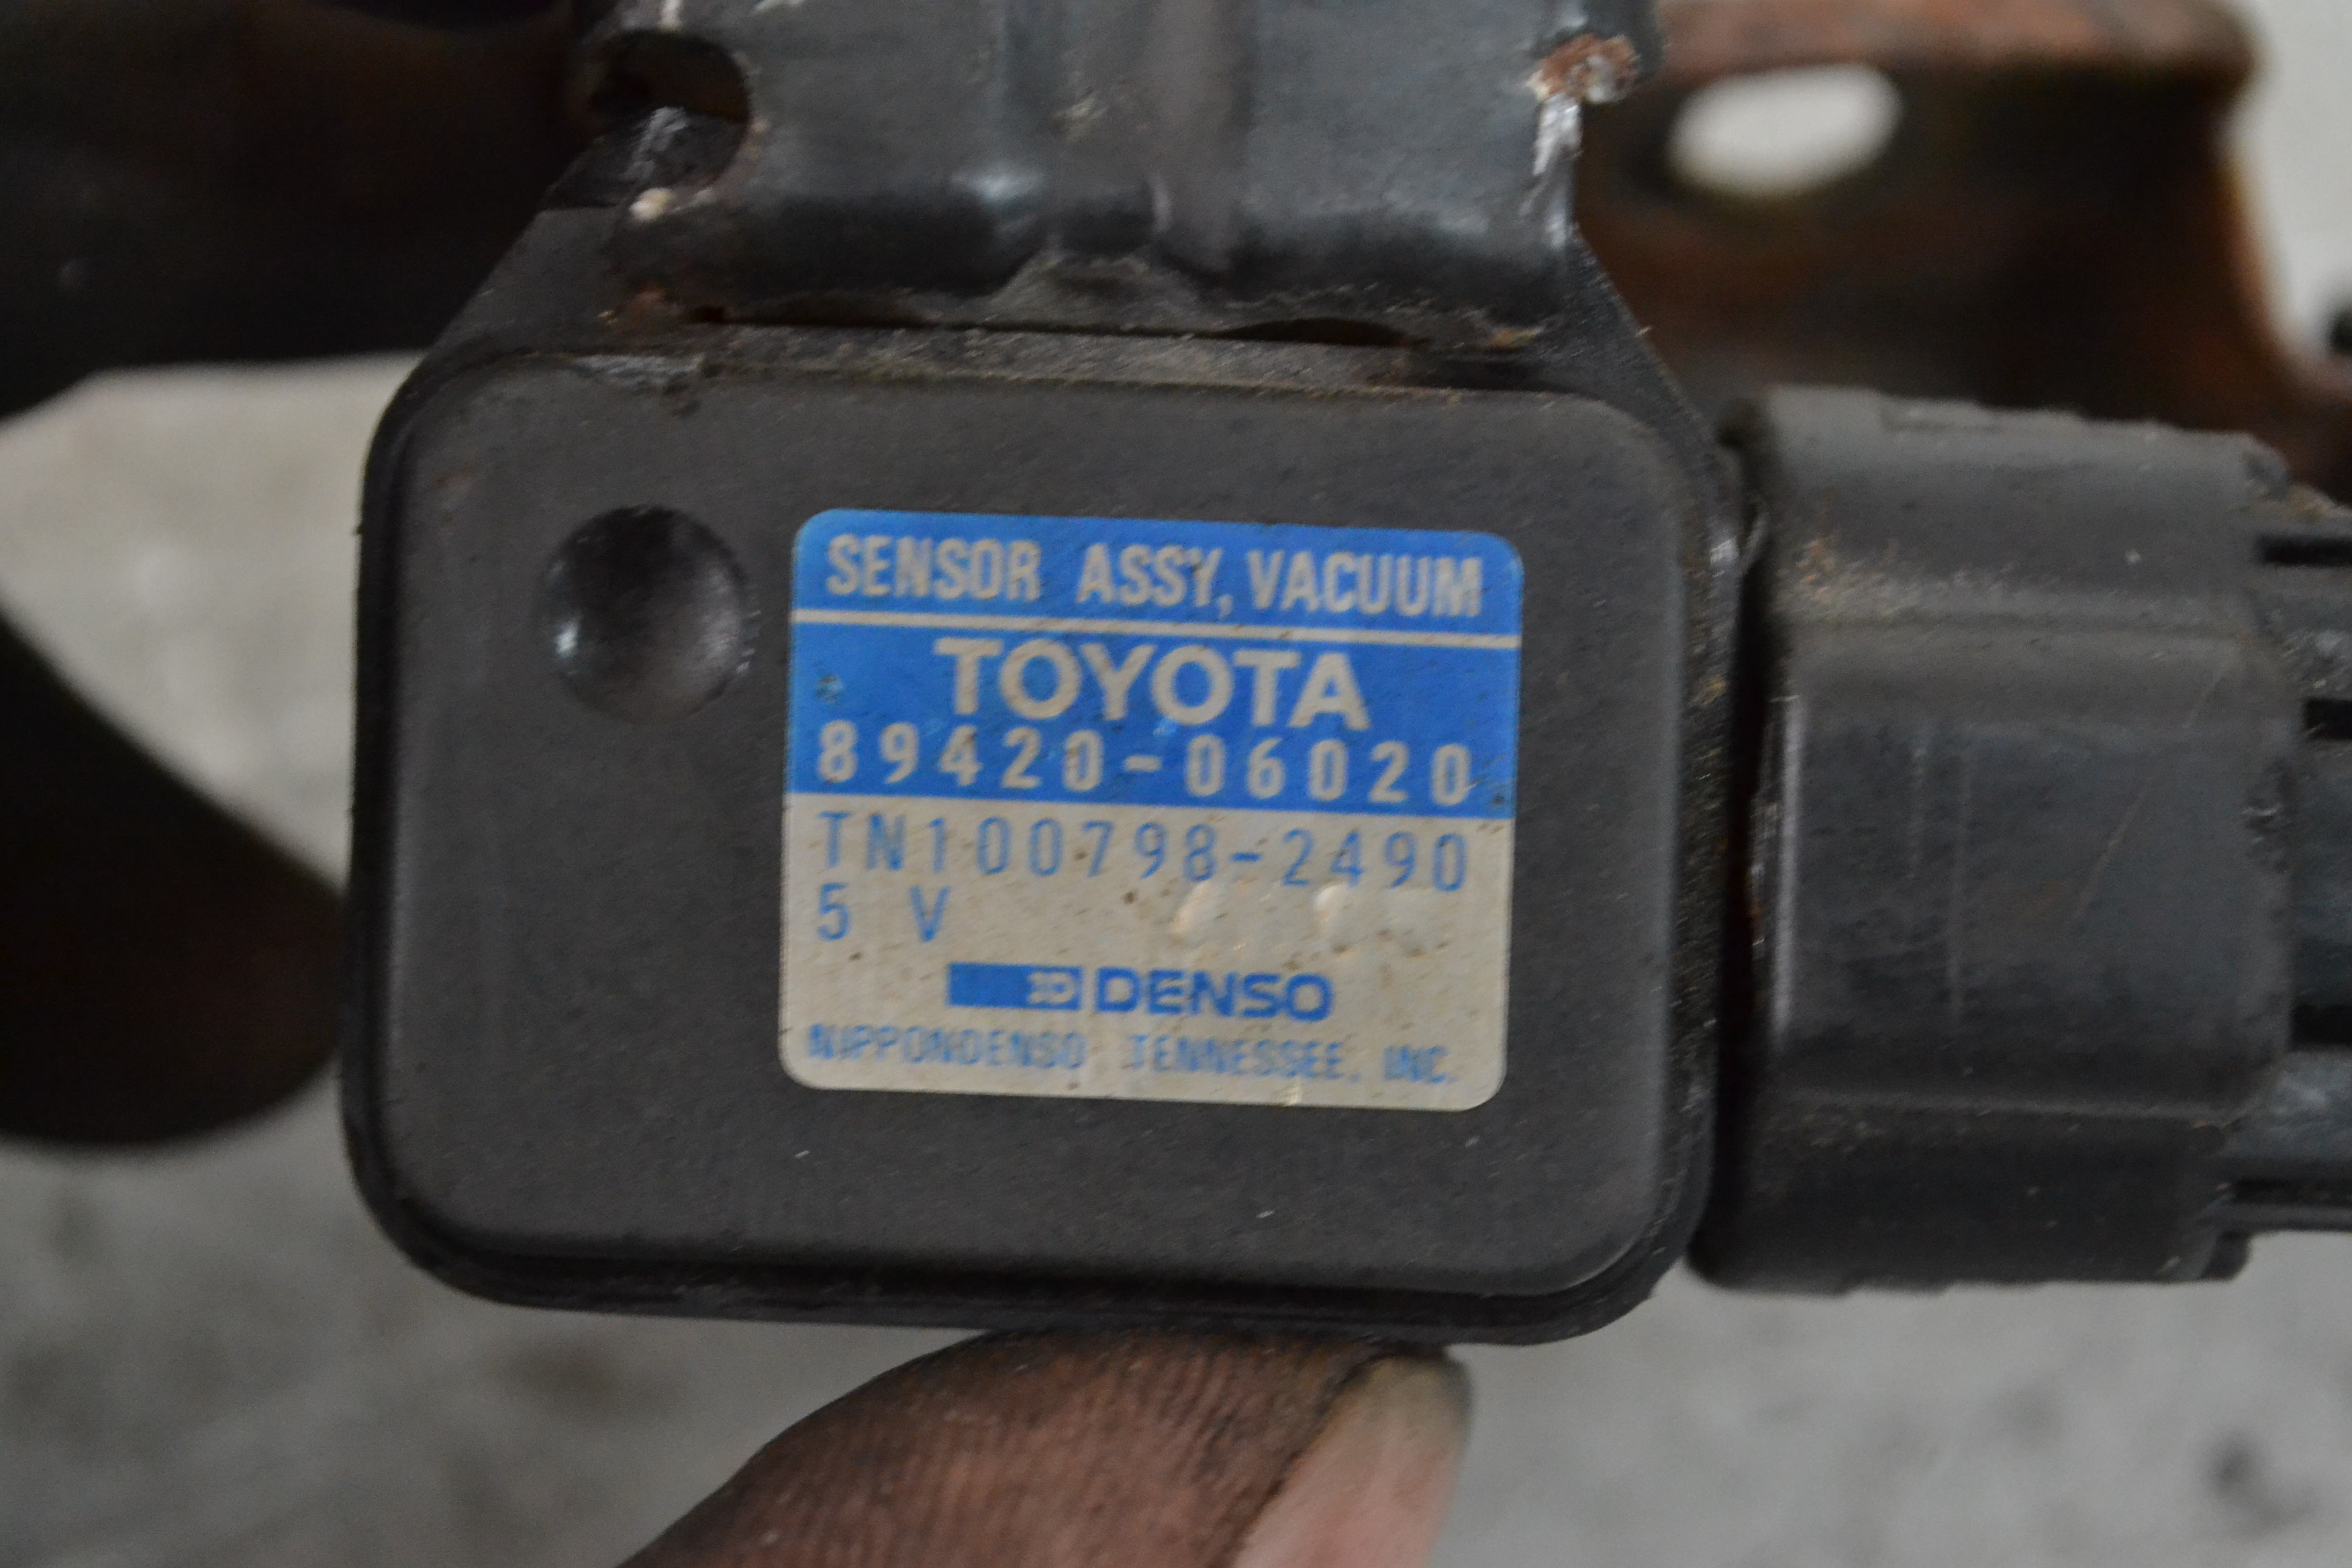 SENSOR ASSY, VACUUM
TOYOTA
89420-06020
TN100798-2490
5 V
DENSO
NIPPONDENSO TENNESSEE, INC.